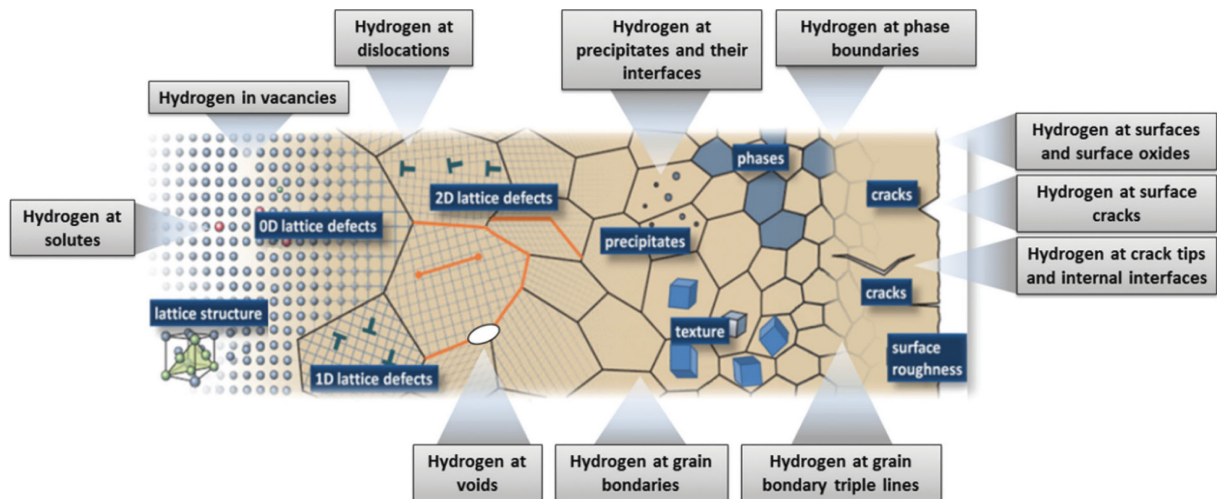 Hydrogen at
dislocations
Hydrogen at
precipitates and their
interfaces
Hydrogen at phase
boundaries
Hydrogen in vacancies
Hydrogen at surfaces
and surface oxides
Hydrogen at
solutes
Hydrogen at surface
cracks
Hydrogen at crack tips
and internal interfaces
phases
cracks
2D lattice defects
0D lattice defects
precipitates
cracks
lattice structure
texture
surface
roughness
1D lattice defects
Hydrogen at
voids
Hydrogen at grain
bondaries
Hydrogen at grain
bondary triple lines